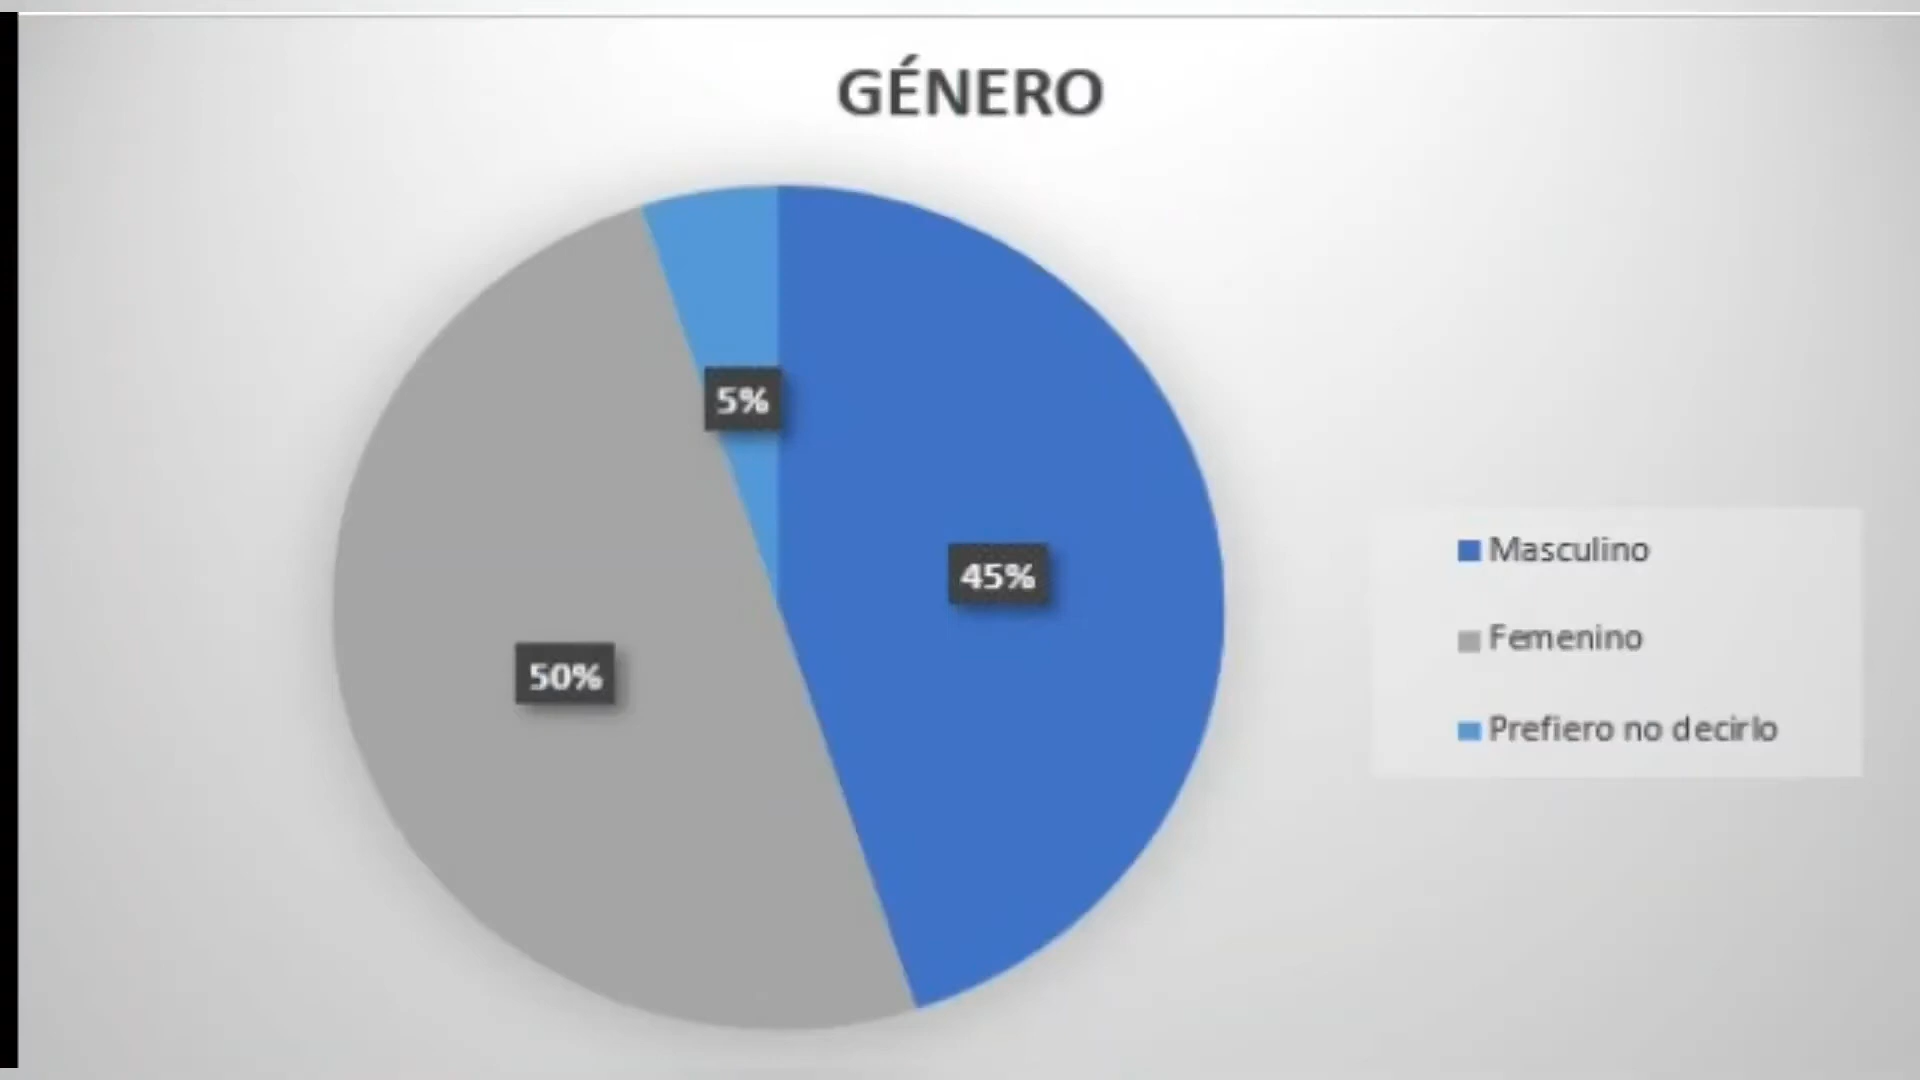 GÉNERO
5%
45%
50%
Masculino
Femenino
Prefiero no decirlo